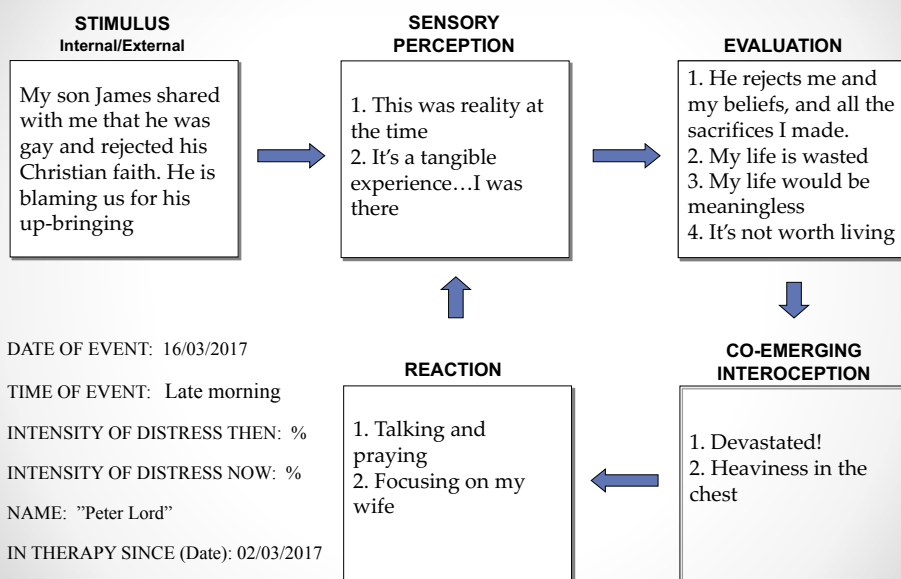 STIMULUS
Internal/External
My son James shared
with me that he was
gay and rejected his
Christian faith. He is
blaming us for his
up-bringing
SENSORY
PERCEPTION
1. This was reality at
the time
2. It's a tangible
experience…I was
there
EVALUATION
1. He rejects me and
my beliefs, and all the
sacrifices I made.
2. My life is wasted
3. My life would be
meaningless
4. It's not worth living
CO-EMERGING
INTEROCEPTION
1. Devastated!
2. Heaviness in the
chest
REACTION
1. Talking and
praying
2. Focusing on my
wife
DATE OF EVENT: 16/03/2017
TIME OF EVENT: Late morning
INTENSITY OF DISTRESS THEN: %
INTENSITY OF DISTRESS NOW: %
NAME: ”Peter Lord”
IN THERAPY SINCE (Date): 02/03/2017